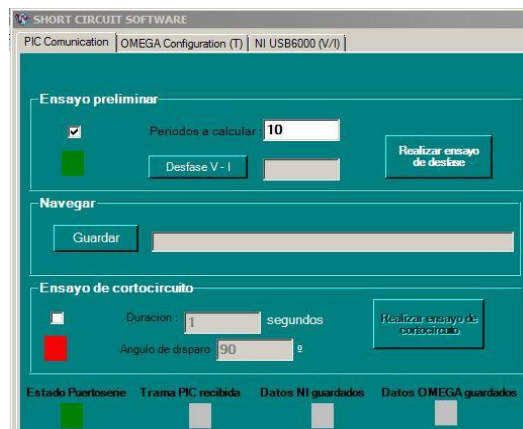 SHORT CIRCUIT SOFTWARE
PIC Comunication OMEGA Configuration (T) NI USB6000 (V/I)
Ensayo preliminar
Periodos a calcular : 10
Realizar ensayo
de desfase
Desfase V - I
Navegar
Guardar
Ensayo de cortocircuito
Duracion : 1 segundos
Realizar ensayo de
cortocircuito
Angulo de disparo 90 º
Estado Puertoserie Trama PIC recibida Datos NI guardados Datos OMEGA guardados